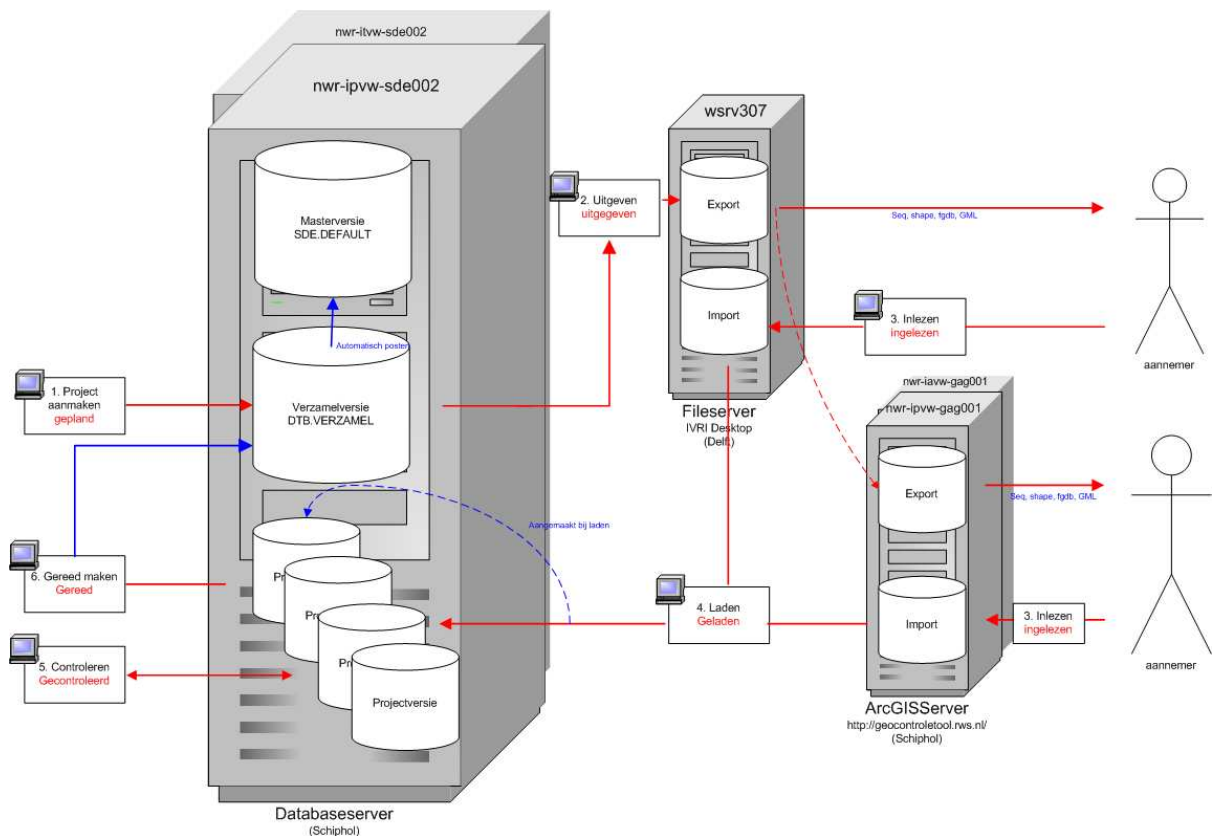 nwr-itvw-sde002
nwr-ipvw-sde002
Masterversie
SDE.DEFAULT
Automatisch posten
Verzamelversie
DTB.VERZAMEL
1. Project
aanmaken
gepland
6. Gereed maken
Gereed
5. Controleren
Gecontroleerd
Projectversie
Databaseserver
(Schiphol)
Aangemaakt bij laden
2. Uitgeven
uitgegeven
wsrv307
Export
Import
Fileserver
IVRI Desktop
(Delft)
Seq, shape, fgdb, GML
3. Inlezen
ingelezen
aannemer
4. Laden
Geladen
nwr-iavw-gag001
nwr-ipvw-gag001
Export
Import
Seq, shape, fgdb, GML
3. Inlezen
ingelezen
aannemer
ArcGISServer
http://geocontroletool.rws.nl/
(Schiphol)